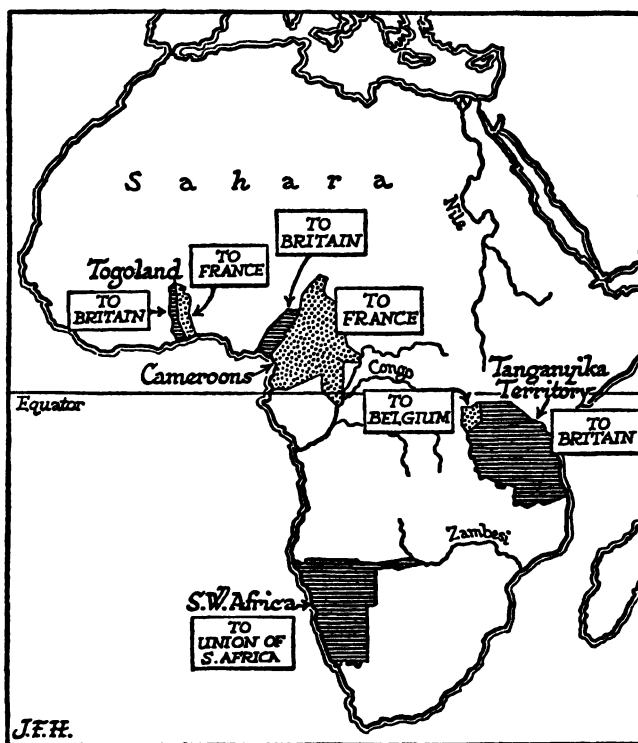 Sahara
Nile
TO
BRITAIN
TO
FRANCE
Togoland
TO
BRITAIN
TO
FRANCE
Cameroons
Congo
Tanganyika
Territory
Equator
TO
BELGIUM
TO
BRITAIN
Zambesi
S.W. Africa
TO
UNION OF
S. AFRICA
J.F.H.